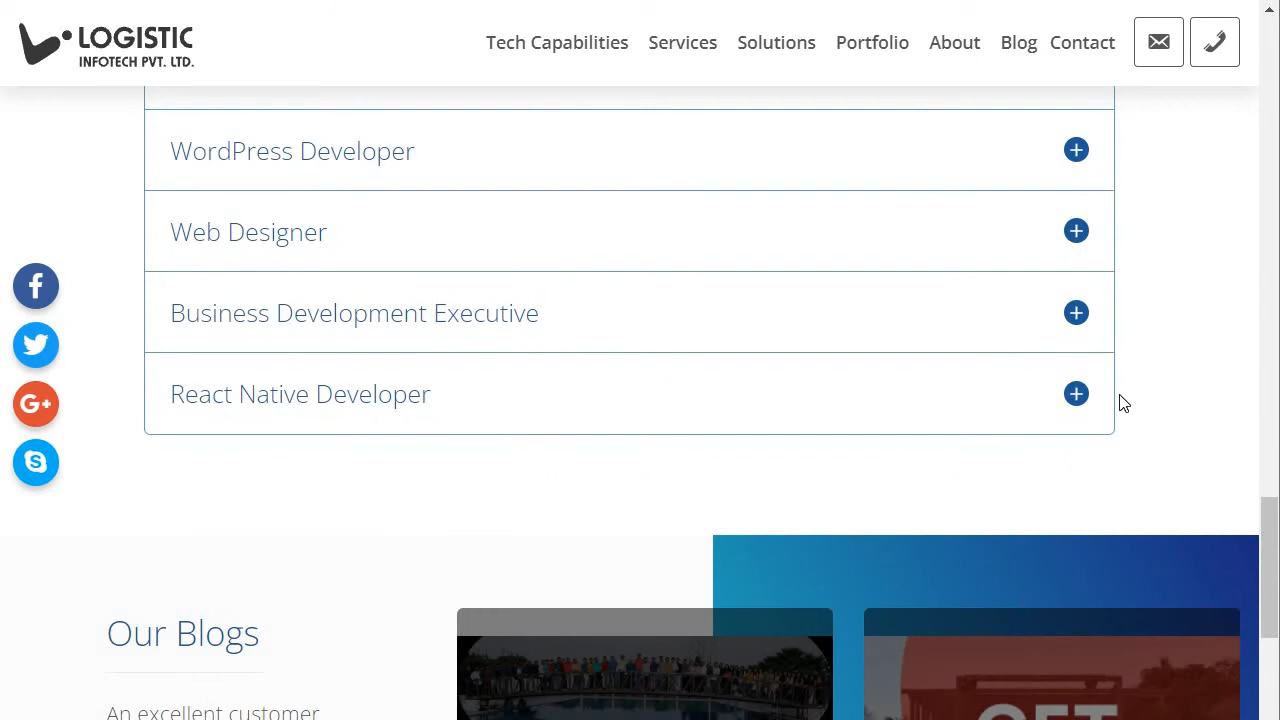 LOGISTIC
INFOTECH PVT. LTD.
Tech Capabilities Services Solutions Portfolio About Blog Contact
WordPress Developer
Web Designer
Business Development Executive
React Native Developer
Our Blogs
An excellent customer